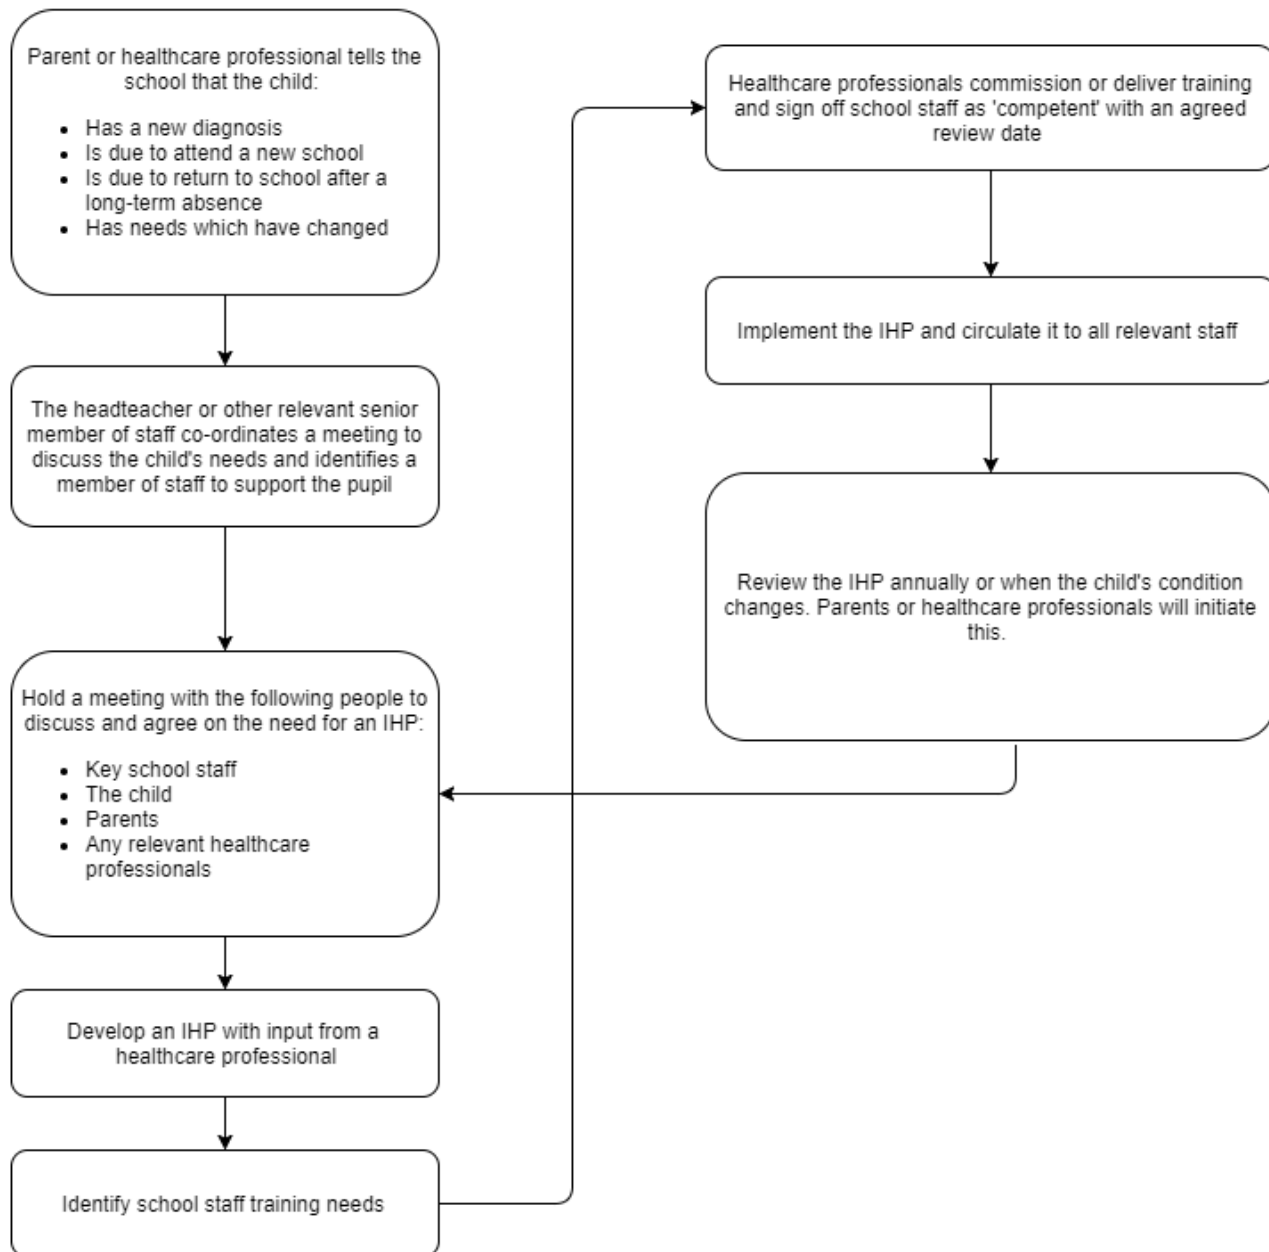 Parent or healthcare professional tells the
school that the child:
• Has a new diagnosis
• Is due to attend a new school
• Is due to return to school after a
long-term absence
• Has needs which have changed
The headteacher or other relevant senior
member of staff co-ordinates a meeting to
discuss the child's needs and identifies a
member of staff to support the pupil
Hold a meeting with the following people to
discuss and agree on the need for an IHP:
• Key school staff
• The child
• Parents
• Any relevant healthcare
professionals
Develop an IHP with input from a
healthcare professional
Identify school staff training needs
Healthcare professionals commission or deliver training
and sign off school staff as 'competent' with an agreed
review date
Implement the IHP and circulate it to all relevant staff
Review the IHP annually or when the child's condition
changes. Parents or healthcare professionals will initiate
this.